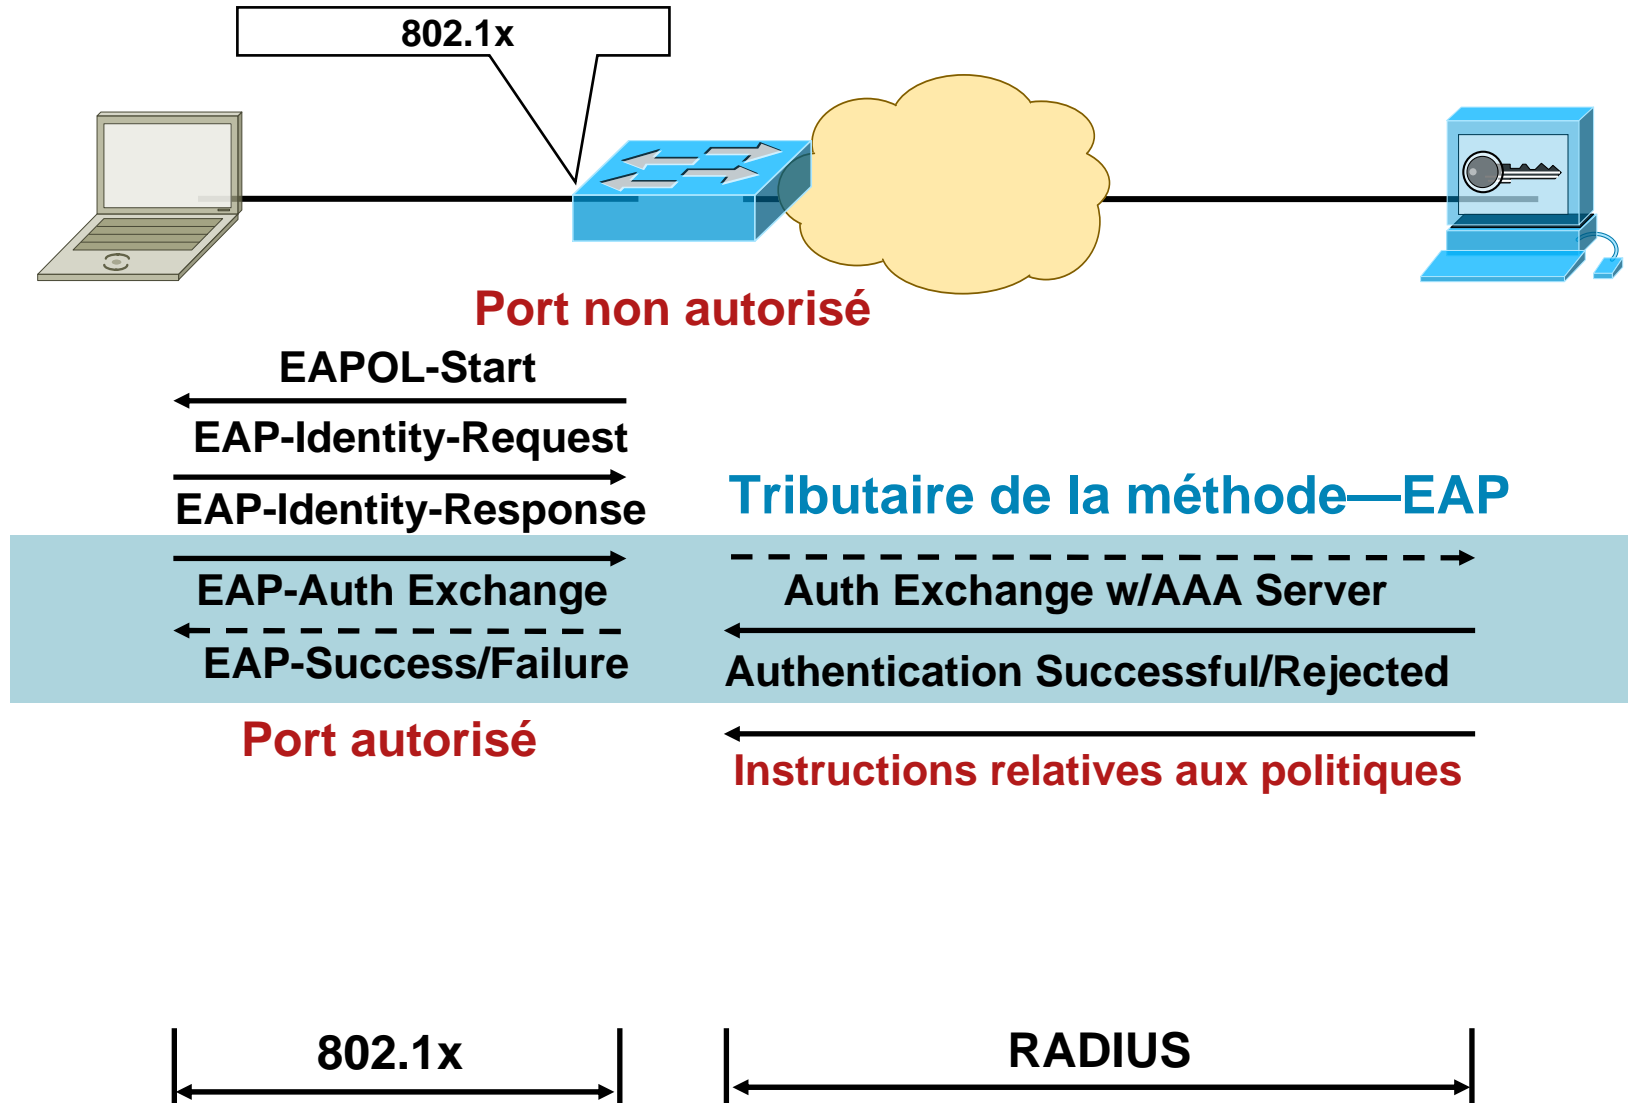 802.1x
Port non autorisé
EAPOL-Start
EAP-Identity-Request
EAP-Identity-Response
Tributaire de la méthode—EAP
EAP-Auth Exchange
Auth Exchange w/AAA Server
EAP-Success/Failure
Authentication Successful/Rejected
Port autorisé
Instructions relatives aux politiques
802.1x
RADIUS